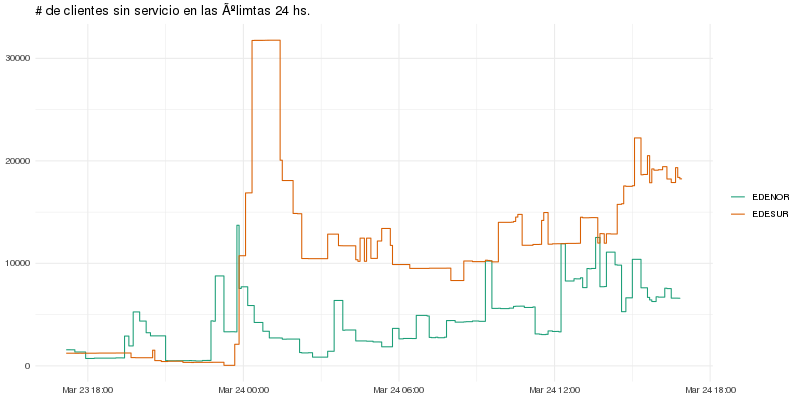 # de clientes sin servicio en las Ãºlimtas 24 hs.
30000
20000
10000
0
Mar 23 18:00
Mar 24 00:00
Mar 24 06:00
Mar 24 12:00
Mar 24 18:00
EDENOR
EDESUR